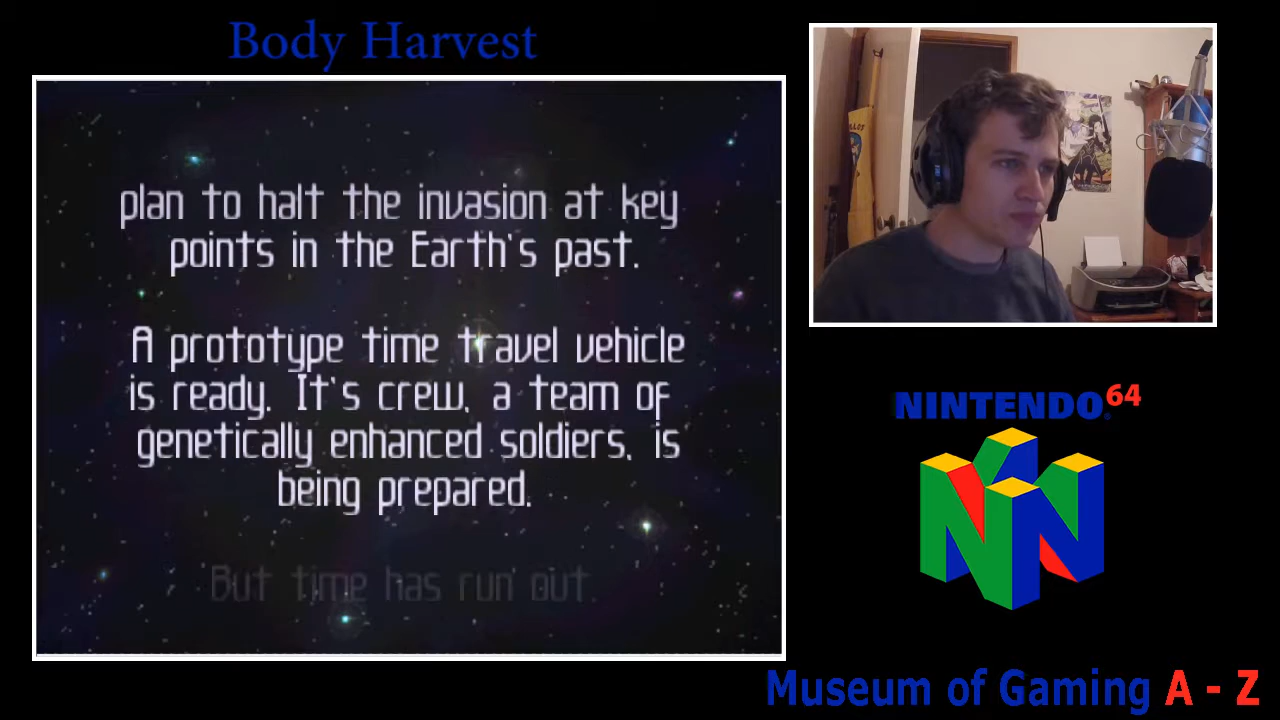 Body Harvest
plan to halt the invasion at key
points in the Earth's past.
A prototype time travel vehicle
is ready. It's crew, a team of
genetically enhanced soldiers, is
being prepared.
But time has run out.
NINTENDO 64
Museum of Gaming A - Z